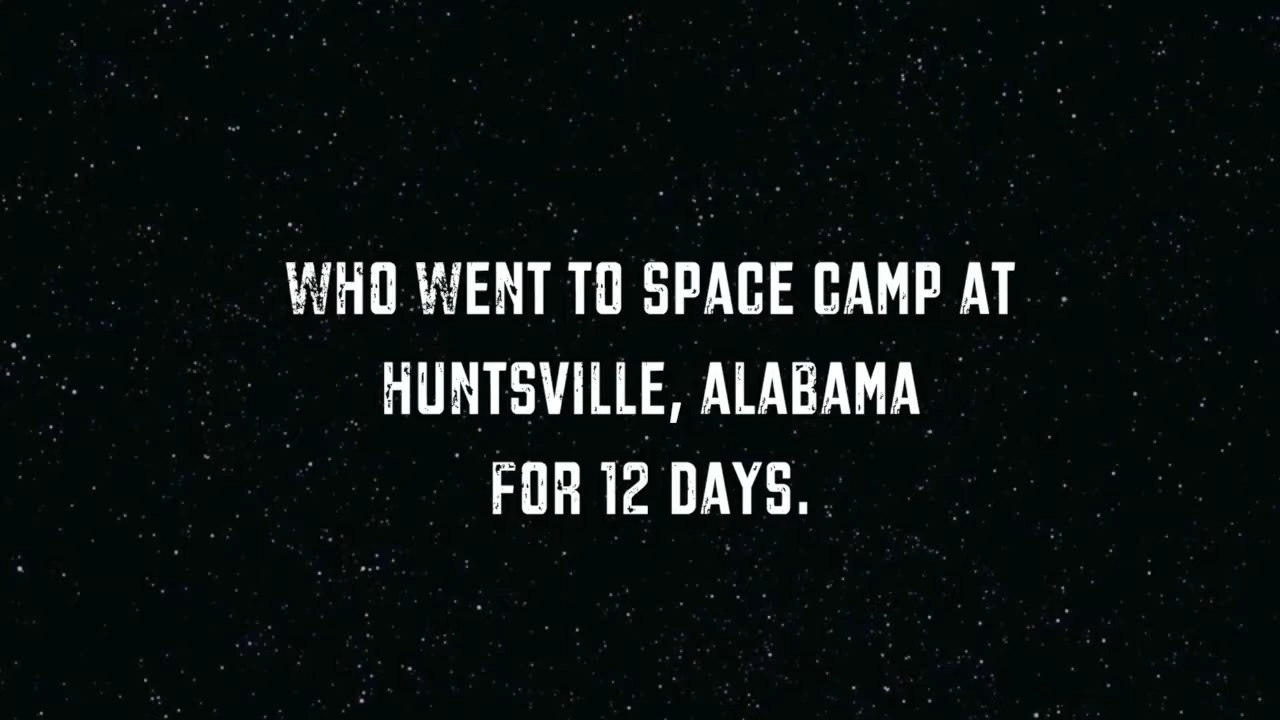 WHO WENT TO SPACE CAMP AT
HUNTSVILLE, ALABAMA
FOR 12 DAYS.